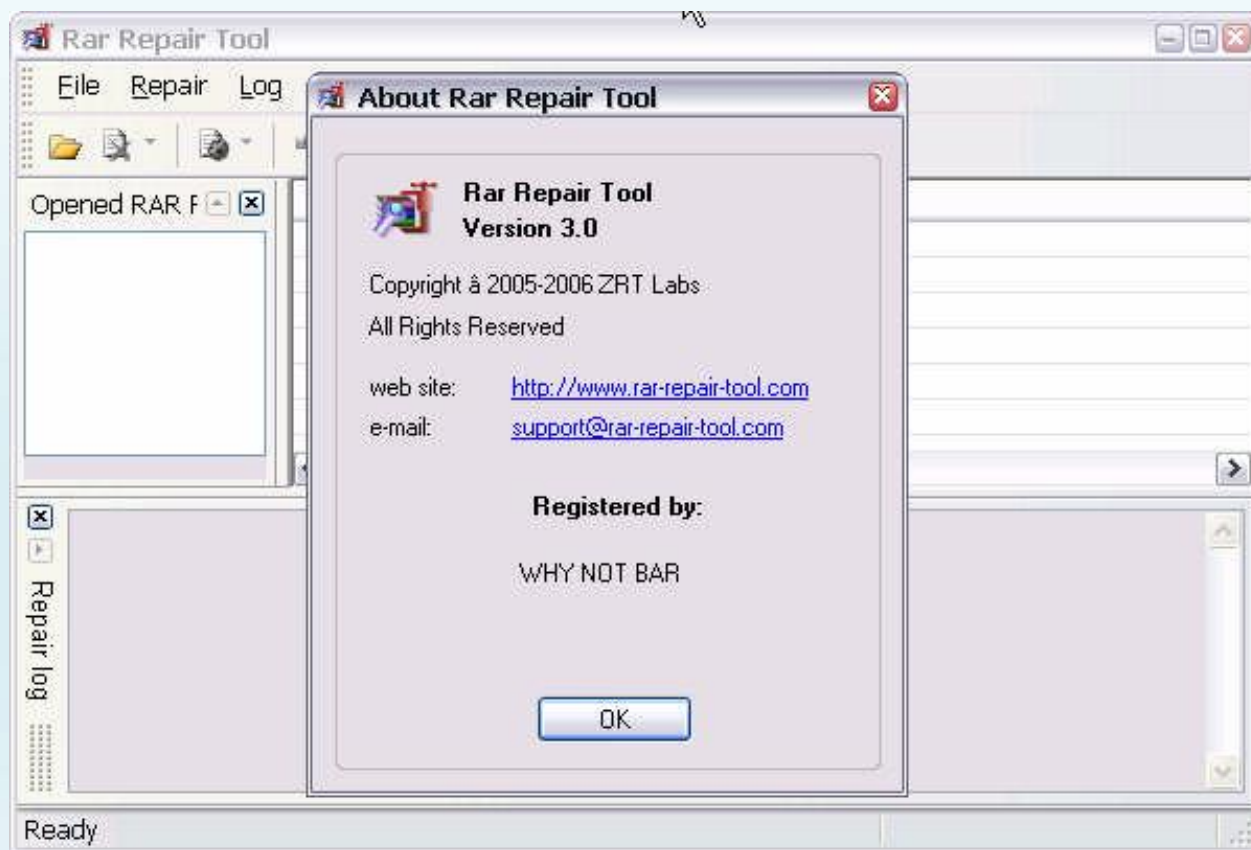 Rar Repair Tool
File Repair Log
About Rar Repair Tool
Opened RAR F
Rar Repair Tool
Version 3.0
Copyright â 2005-2006 ZRT Labs
All Rights Reserved
web site: http://www.rar-repair-tool.com
e-mail: support@rar-repair-tool.com
Registered by:
WHY NOT BAR
OK
Repair log
Ready